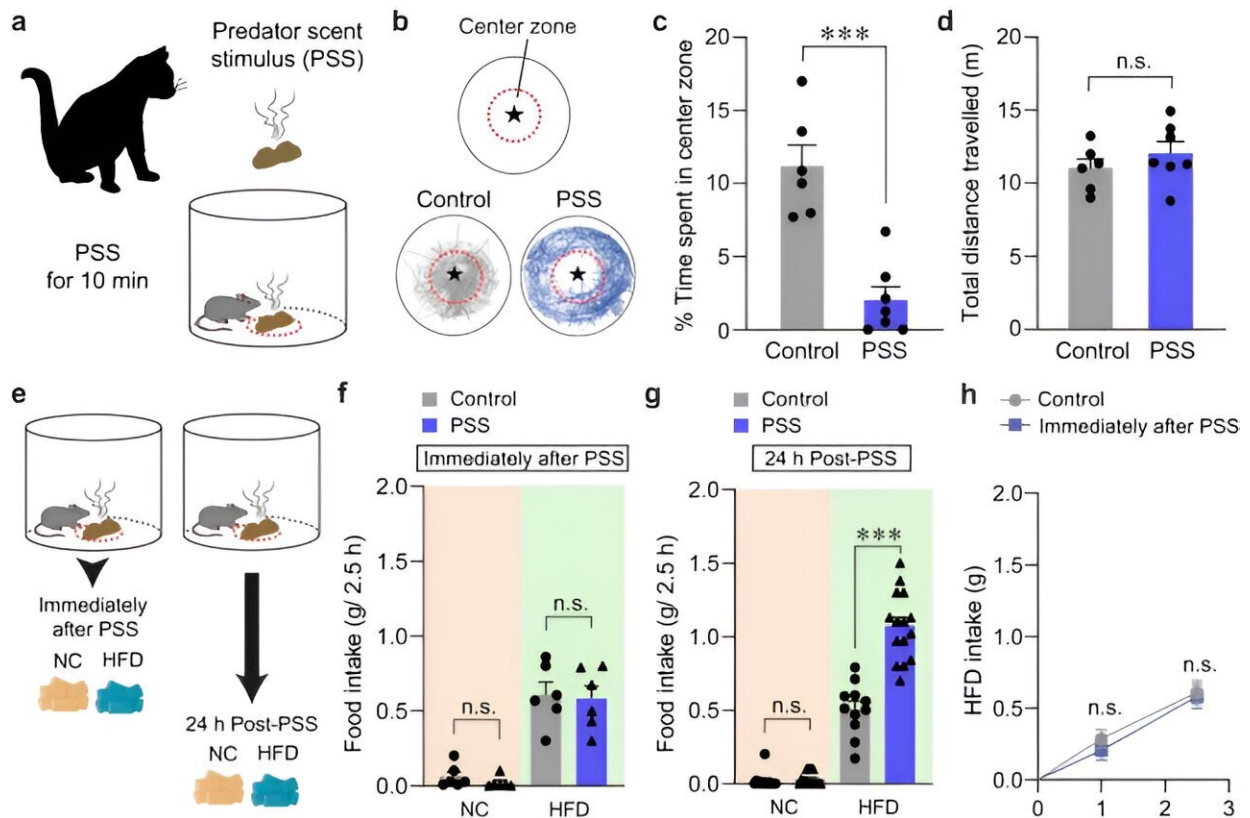 a
Predator scent
stimulus (PSS)
PSS
for 10 min
b
Center zone
Control
PSS
c
% Time spent in center zone
20
15
10
5
0
***
Control
PSS
d
Total distance travelled (m)
20
15
10
5
0
n.s.
Control
PSS
e
Immediately
after PSS
NC
HFD
24 h Post-PSS
NC
HFD
f
Control
PSS
Immediately after PSS
Food intake (g/ 2.5 h)
2.0
1.5
1.0
0.5
0.0
n.s.
n.s.
NC
HFD
g
Control
PSS
24 h Post-PSS
Food intake (g/ 2.5 h)
2.0
1.5
1.0
0.5
0.0
n.s.
***
NC
HFD
h
Control
Immediately after PSS
HFD intake (g)
2.0
1.5
1.0
0.5
0.0
n.s.
n.s.
0
1
2
3